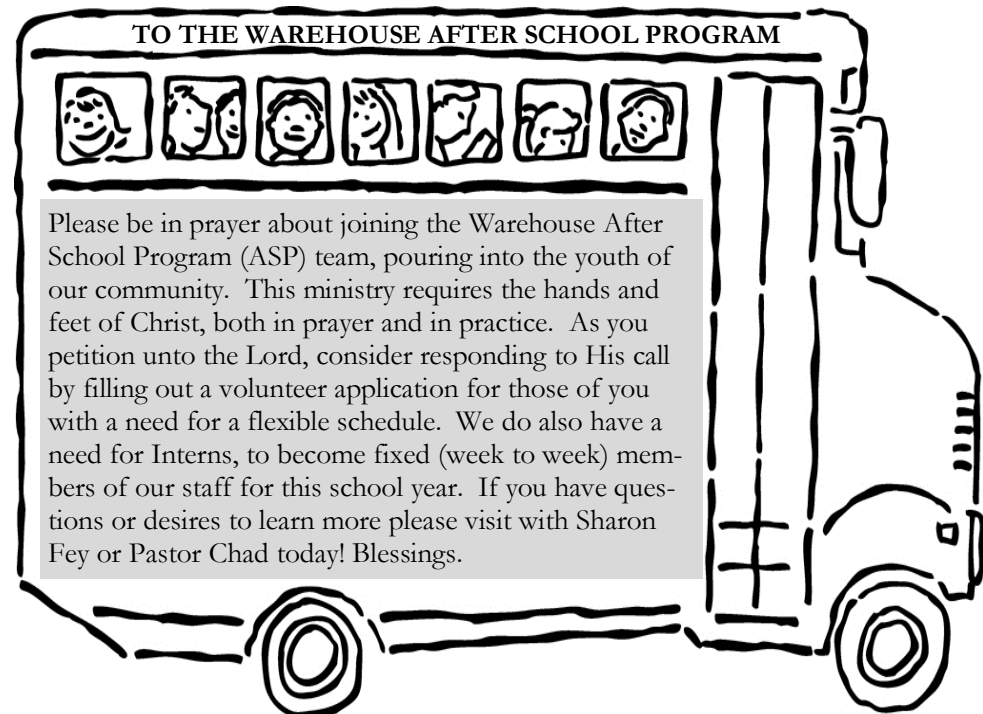 TO THE WAREHOUSE AFTER SCHOOL PROGRAM
Please be in prayer about joining the Warehouse After
School Program (ASP) team, pouring into the youth of
our community.  This ministry requires the hands and
feet of Christ, both in prayer and in practice.  As you
petition unto the Lord, consider responding to His call
by filling out a volunteer application for those of you
with a need for a flexible schedule.  We do also have a
need for Interns, to become fixed (week to week) mem-
bers of our staff for this school year.  If you have ques-
tions or desires to learn more please visit with Sharon
Fey or Pastor Chad today! Blessings.